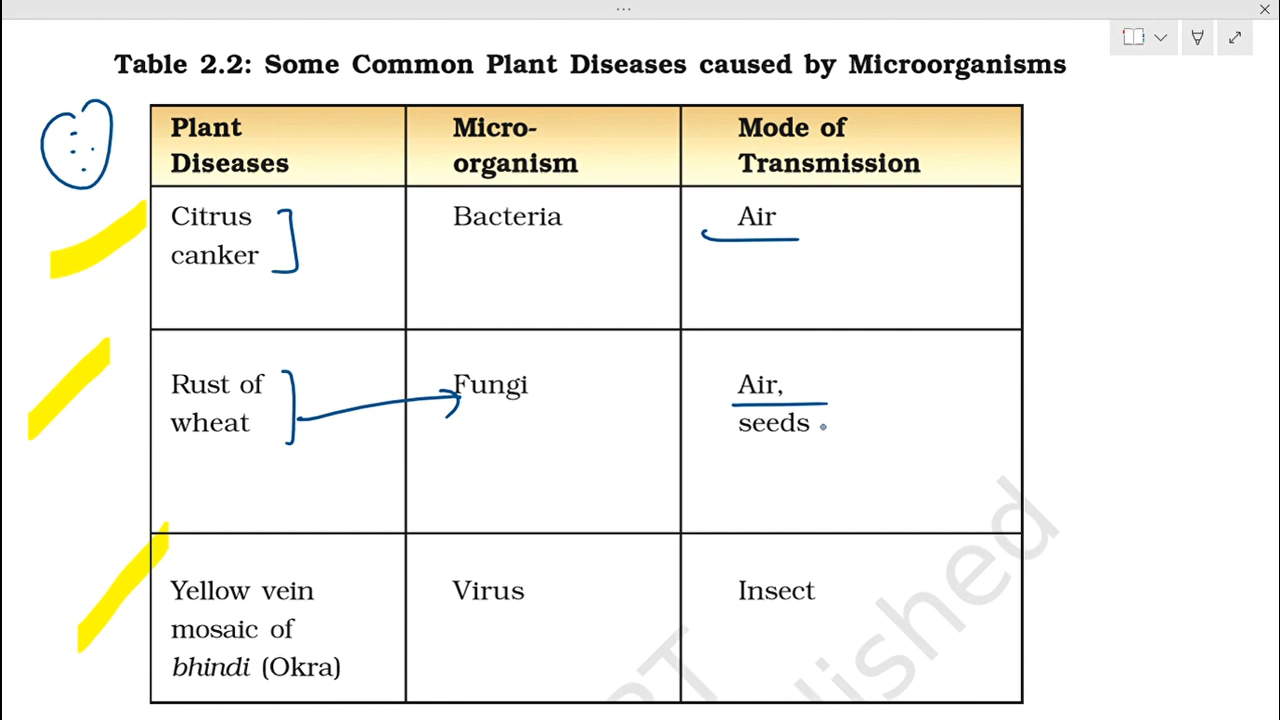 Table 2.2: Some Common Plant Diseases caused by Microorganisms
Plant
Diseases
Micro-
organism
Mode of
Transmission
Citrus
canker
Bacteria
Air
Rust of
wheat
Fungi
Air,
seeds
Yellow vein
mosaic of
bhindi (Okra)
Virus
Insect